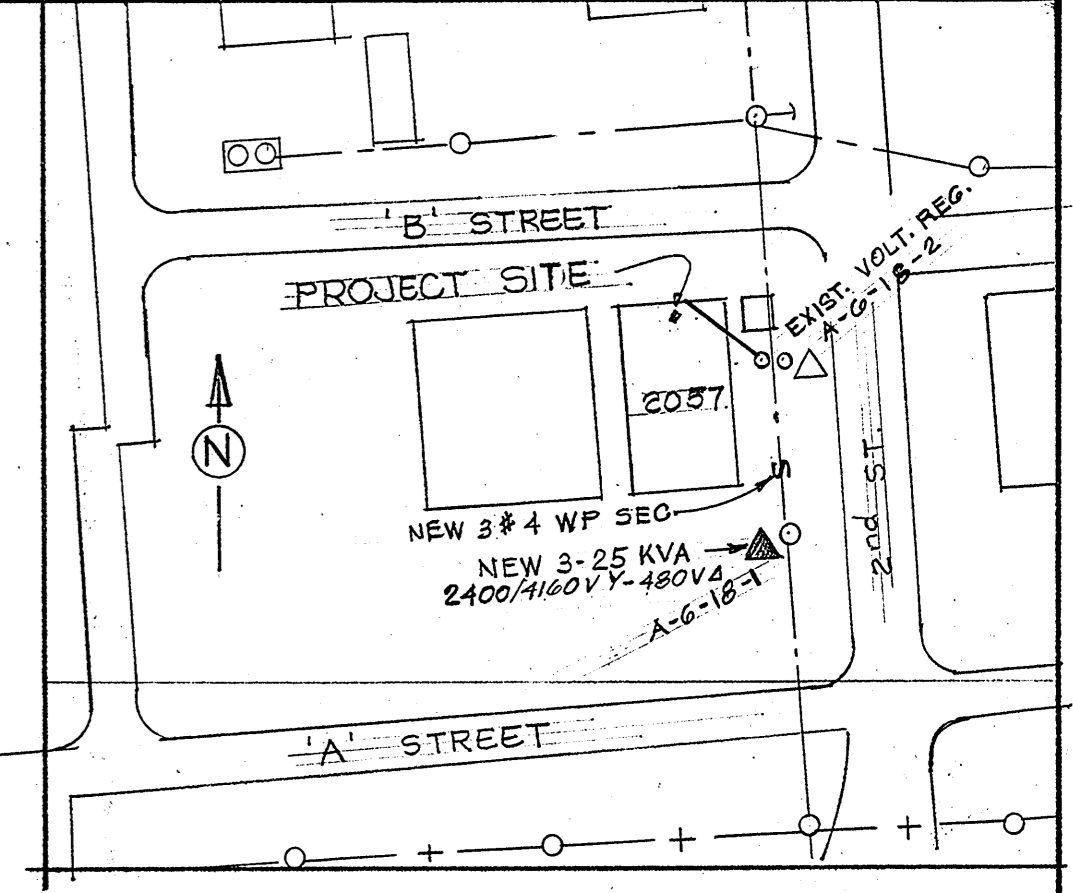 'B' STREET
PROJECT SITE
EXIST. VOLT. REG.
A-6-18-2
2057
N
2nd ST.
NEW 3#4 WP SEC
NEW 3-25 KVA
2400/4160V Y-480V Δ
A-6-18-1
'A' STREET